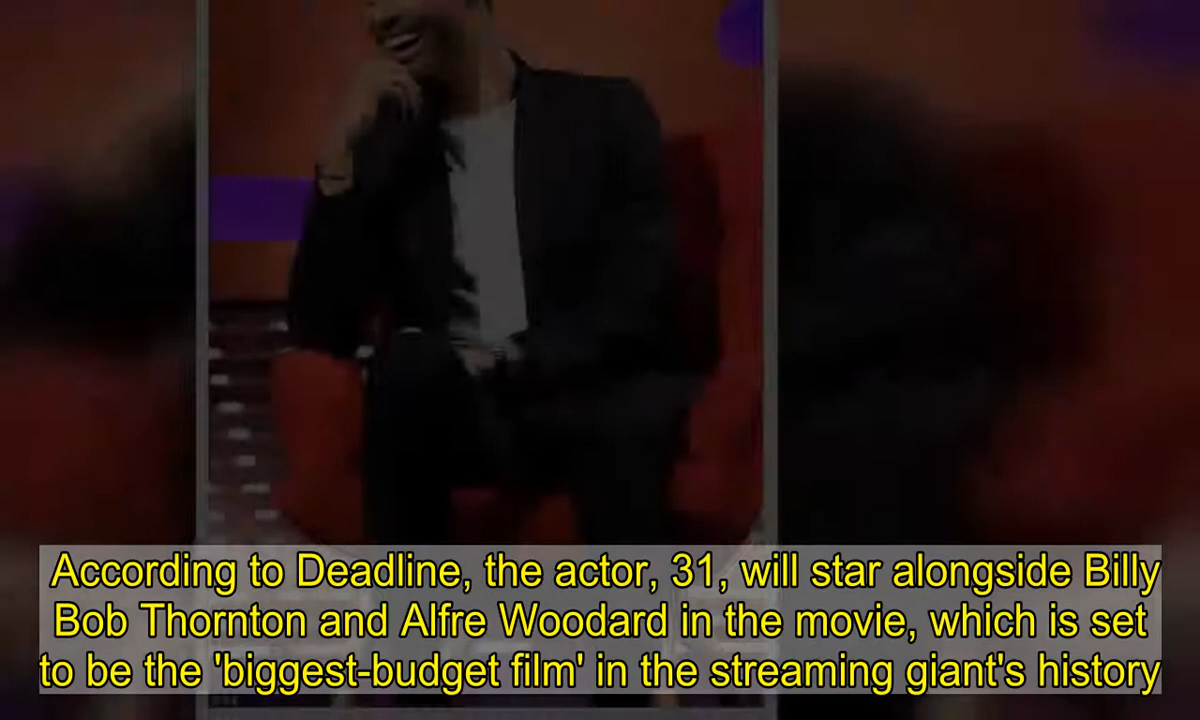 According to Deadline, the actor, 31, will star alongside Billy
Bob Thornton and Alfre Woodard in the movie, which is set
to be the 'biggest-budget film' in the streaming giant's history